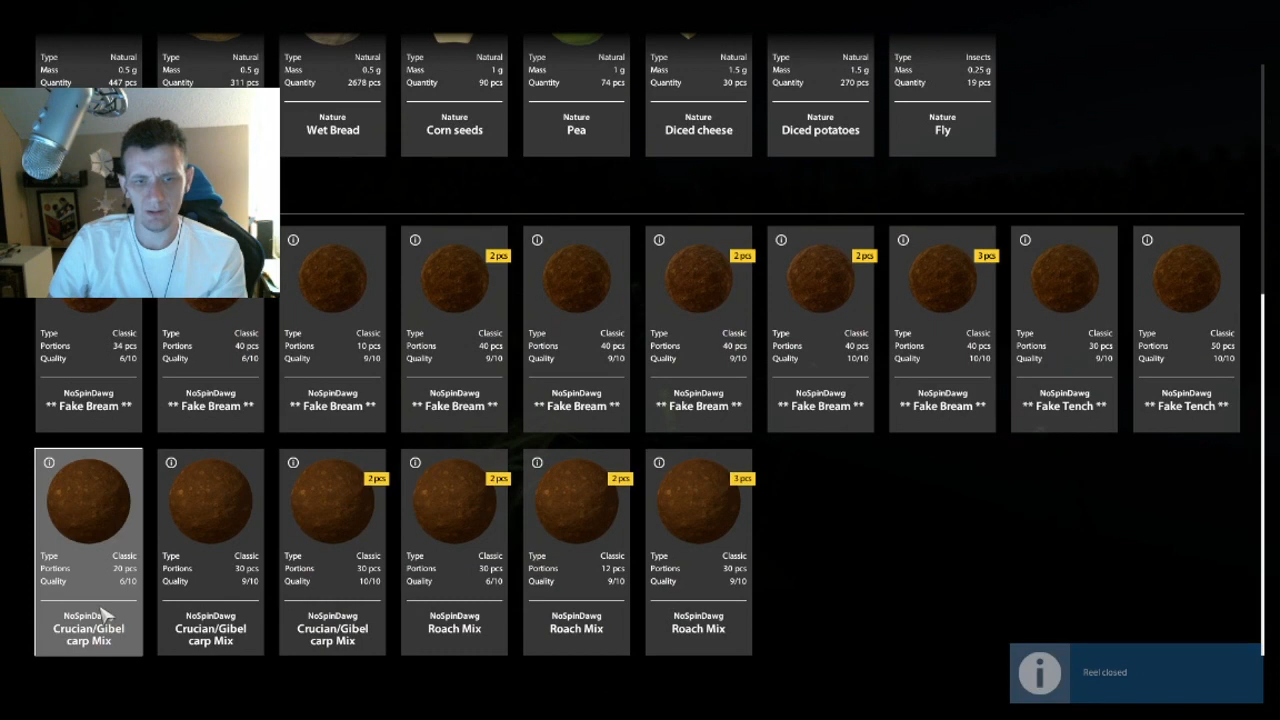 Type Natural Type Natural Type Natural Type Natural Type Natural Type Natural Type Natural Type Insects
Mass 0.5 g Mass 0.5 g Mass 0.5 g Mass 1 g Mass 1 g Mass 1.5 g Mass 1.5 g Mass 0.25 g
Quantity 447 pcs Quantity 311 pcs Quantity 2678 pcs Quantity 90 pcs Quantity 74 pcs Quantity 30 pcs Quantity 270 pcs Quantity 19 pcs
Nature Nature Nature Nature Nature Nature
Wet Bread Corn seeds Pea Diced cheese Diced potatoes Fly
2 pcs 2 pcs 2 pcs 3 pcs
Type Classic Type Classic Type Classic Type Classic Type Classic Type Classic Type Classic Type Classic Type Classic Type Classic
Portions 34 pcs Portions 40 pcs Portions 10 pcs Portions 40 pcs Portions 40 pcs Portions 40 pcs Portions 40 pcs Portions 40 pcs Portions 30 pcs Portions 50 pcs
Quality 6/10 Quality 6/10 Quality 9/10 Quality 9/10 Quality 9/10 Quality 9/10 Quality 10/10 Quality 10/10 Quality 9/10 Quality 10/10
NoSpinDawg NoSpinDawg NoSpinDawg NoSpinDawg NoSpinDawg NoSpinDawg NoSpinDawg NoSpinDawg NoSpinDawg NoSpinDawg
** Fake Bream ** ** Fake Bream ** ** Fake Bream ** ** Fake Bream ** ** Fake Bream ** ** Fake Bream ** ** Fake Bream ** ** Fake Bream ** ** Fake Tench ** ** Fake Tench **
2 pcs 2 pcs 2 pcs 3 pcs
Type Classic Type Classic Type Classic Type Classic Type Classic Type Classic
Portions 20 pcs Portions 30 pcs Portions 30 pcs Portions 30 pcs Portions 12 pcs Portions 30 pcs
Quality 6/10 Quality 9/10 Quality 10/10 Quality 6/10 Quality 9/10 Quality 9/10
NoSpinDawg NoSpinDawg NoSpinDawg NoSpinDawg NoSpinDawg
Crucian/Gibel Crucian/Gibel Crucian/Gibel Roach Mix Roach Mix Roach Mix
carp Mix carp Mix carp Mix
Reel closed